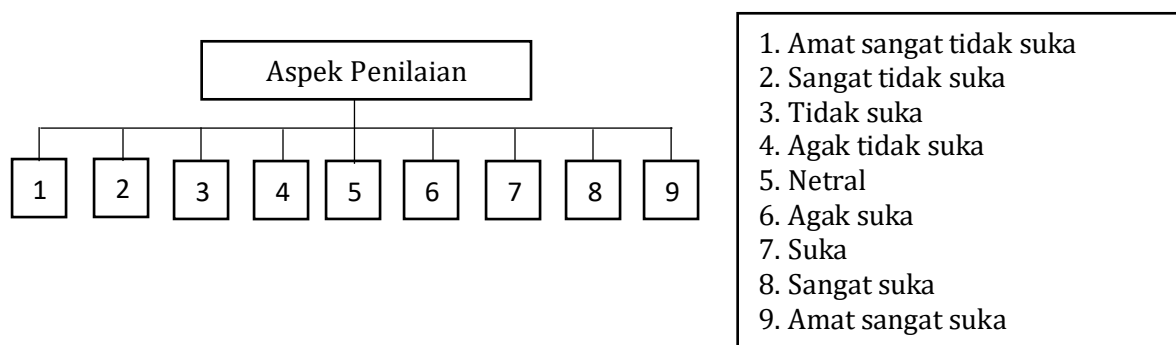 Aspek Penilaian
1 2 3 4 5 6 7 8 9
1. Amat sangat tidak suka
2. Sangat tidak suka
3. Tidak suka
4. Agak tidak suka
5. Netral
6. Agak suka
7. Suka
8. Sangat suka
9. Amat sangat suka